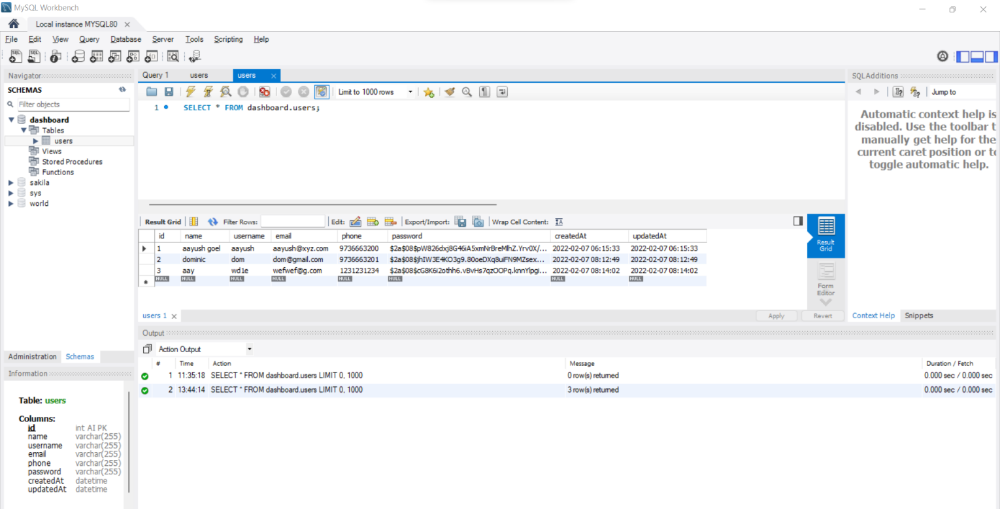 MySQL Workbench
Local instance MYSQL80
File Edit View Query Database Server Tools Scripting Help
Navigator
SCHEMAS
Filter objects
dashboard
Tables
users
Views
Stored Procedures
Functions
sakila
sys
world
Administration Schemas
Information
Table: users
Columns:
id int AI PK
name varchar(255)
username varchar(255)
email varchar(255)
phone varchar(255)
password varchar(255)
createdAt datetime
updatedAt datetime
Query 1 users users
Limit to 1000 rows
1 SELECT * FROM dashboard.users;
Result Grid Filter Rows: Edit: Export/Import: Wrap Cell Content:
id name username email phone password createdAt updatedAt
1 aayush goel aayush aayush@xyz.com 9736663200 $2a$08$pW826dxj8G46iA5xmNrBreMlhZ.Yrv0X/... 2022-02-07 06:15:33 2022-02-07 06:15:33
2 dominic dom dom@gmail.com 9736663201 $2a$08$jhIW3E4KO3g9.80oeDXq8uiFN9MZsex... 2022-02-07 08:12:49 2022-02-07 08:12:49
3 aay wd1e wefwef@g.com 1231231234 $2a$08$cG8K6i2othh6.vBvHs7qzOOPq.knnYlpgi... 2022-02-07 08:14:02 2022-02-07 08:14:02
NULL NULL NULL NULL NULL NULL NULL NULL
Result Grid
Form Editor
users 1
Apply Revert
Output
Action Output
# Time Action Message Duration / Fetch
1 11:35:18 SELECT * FROM dashboard.users LIMIT 0, 1000 0 row(s) returned 0.000 sec / 0.000 sec
2 13:44:14 SELECT * FROM dashboard.users LIMIT 0, 1000 3 row(s) returned 0.000 sec / 0.000 sec
SQLAdditions
Jump to
Automatic context help is
disabled. Use the toolbar t
manually get help for the
current caret position or to
toggle automatic help.
Context Help Snippets